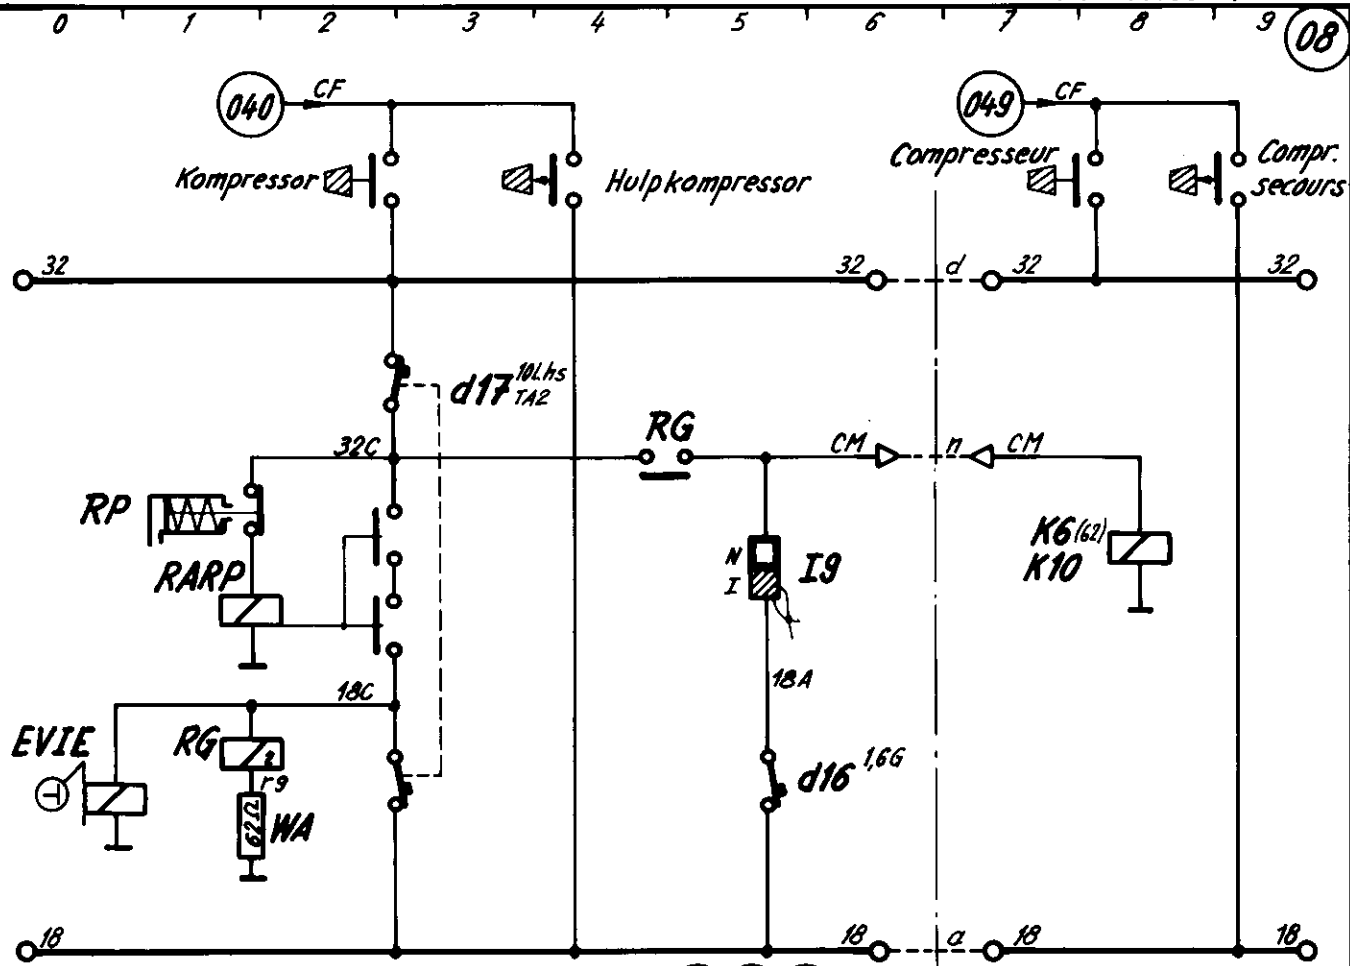 0 1 2 3 4 5 6 7 8 9 08
040 CF 049 CF
Kompressor Hulpkompressor Compresseur Compr. secours
32 32 d 32 32
d17 10L.hs TA2
32C RG CM n CM
RP
RARP
N I I9
K6 (62)
K10
18C 18A
EVIE RG r9 d16 1,6G
62Ω WA
18 18 a 18 18